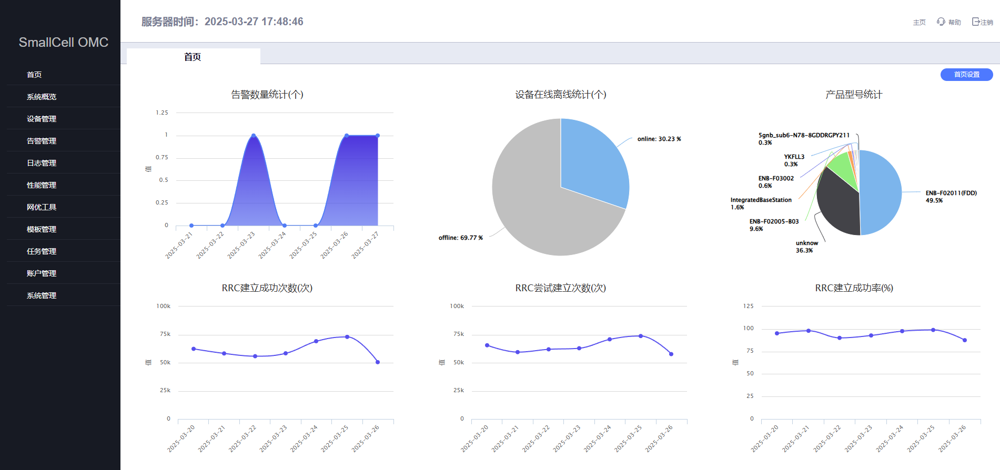 SmallCell OMC
首页
系统概览
设备管理
告警管理
日志管理
性能管理
网优工具
模板管理
任务管理
账户管理
系统管理
服务器时间：2025-03-27 17:48:46
主页
帮助
注销
首页
首页设置
告警数量统计(个)
1.25
1
0.75
0.5
0.25
0
值
2025-03-21
2025-03-22
2025-03-23
2025-03-24
2025-03-25
2025-03-26
2025-03-27
设备在线离线统计(个)
online: 30.23 %
offline: 69.77 %
产品型号统计
5gnb_sub6-N78-8GDDRGPY211
0.3%
YKFLL3
0.3%
ENB-F03002
0.6%
IntegratedBaseStation
1.6%
ENB-F02005-B03
9.6%
unknow
36.3%
ENB-F02011(FDD)
49.5%
RRC建立成功次数(次)
100k
75k
50k
25k
0
值
2025-03-20
2025-03-21
2025-03-22
2025-03-23
2025-03-24
2025-03-25
2025-03-26
RRC尝试建立次数(次)
100k
75k
50k
25k
0
值
2025-03-20
2025-03-21
2025-03-22
2025-03-23
2025-03-24
2025-03-25
2025-03-26
RRC建立成功率(%)
125
100
75
50
25
0
值
2025-03-20
2025-03-21
2025-03-22
2025-03-23
2025-03-24
2025-03-25
2025-03-26